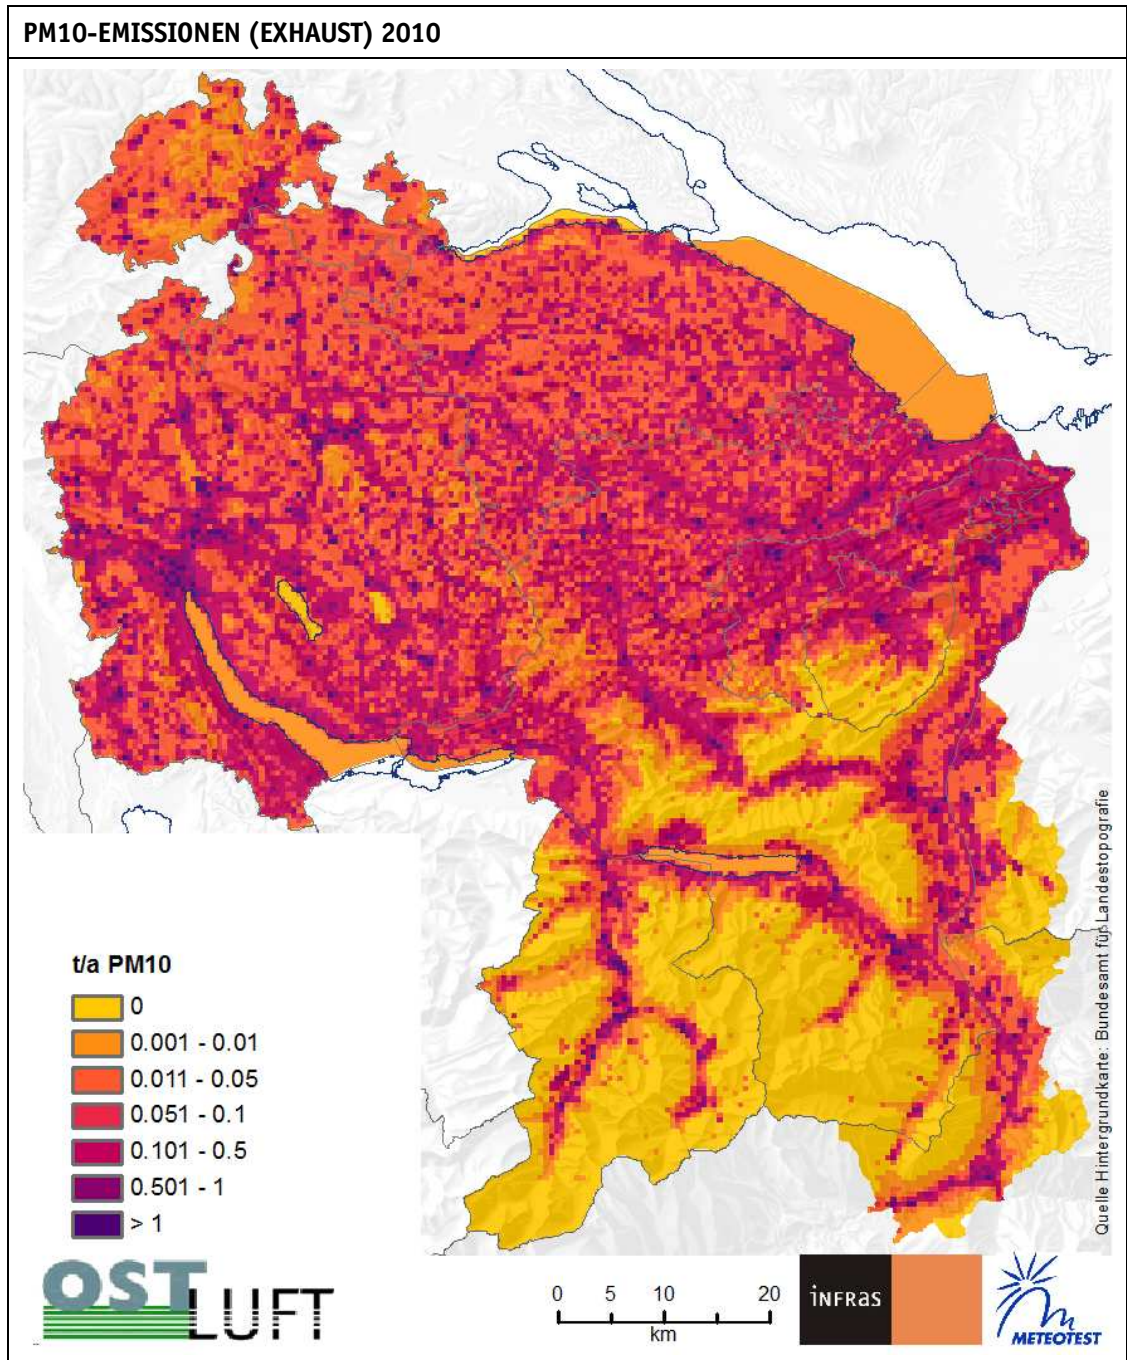 PM10-EMISSIONEN (EXHAUST) 2010
Quelle Hintergrundkarte: Bundesamt für Landestopografie
t/a PM10
0
0.001 - 0.01
0.011 - 0.05
0.051 - 0.1
0.101 - 0.5
0.501 - 1
> 1
OSTLUFT
0 5 10 20
km
INFRAS
METEOTEST